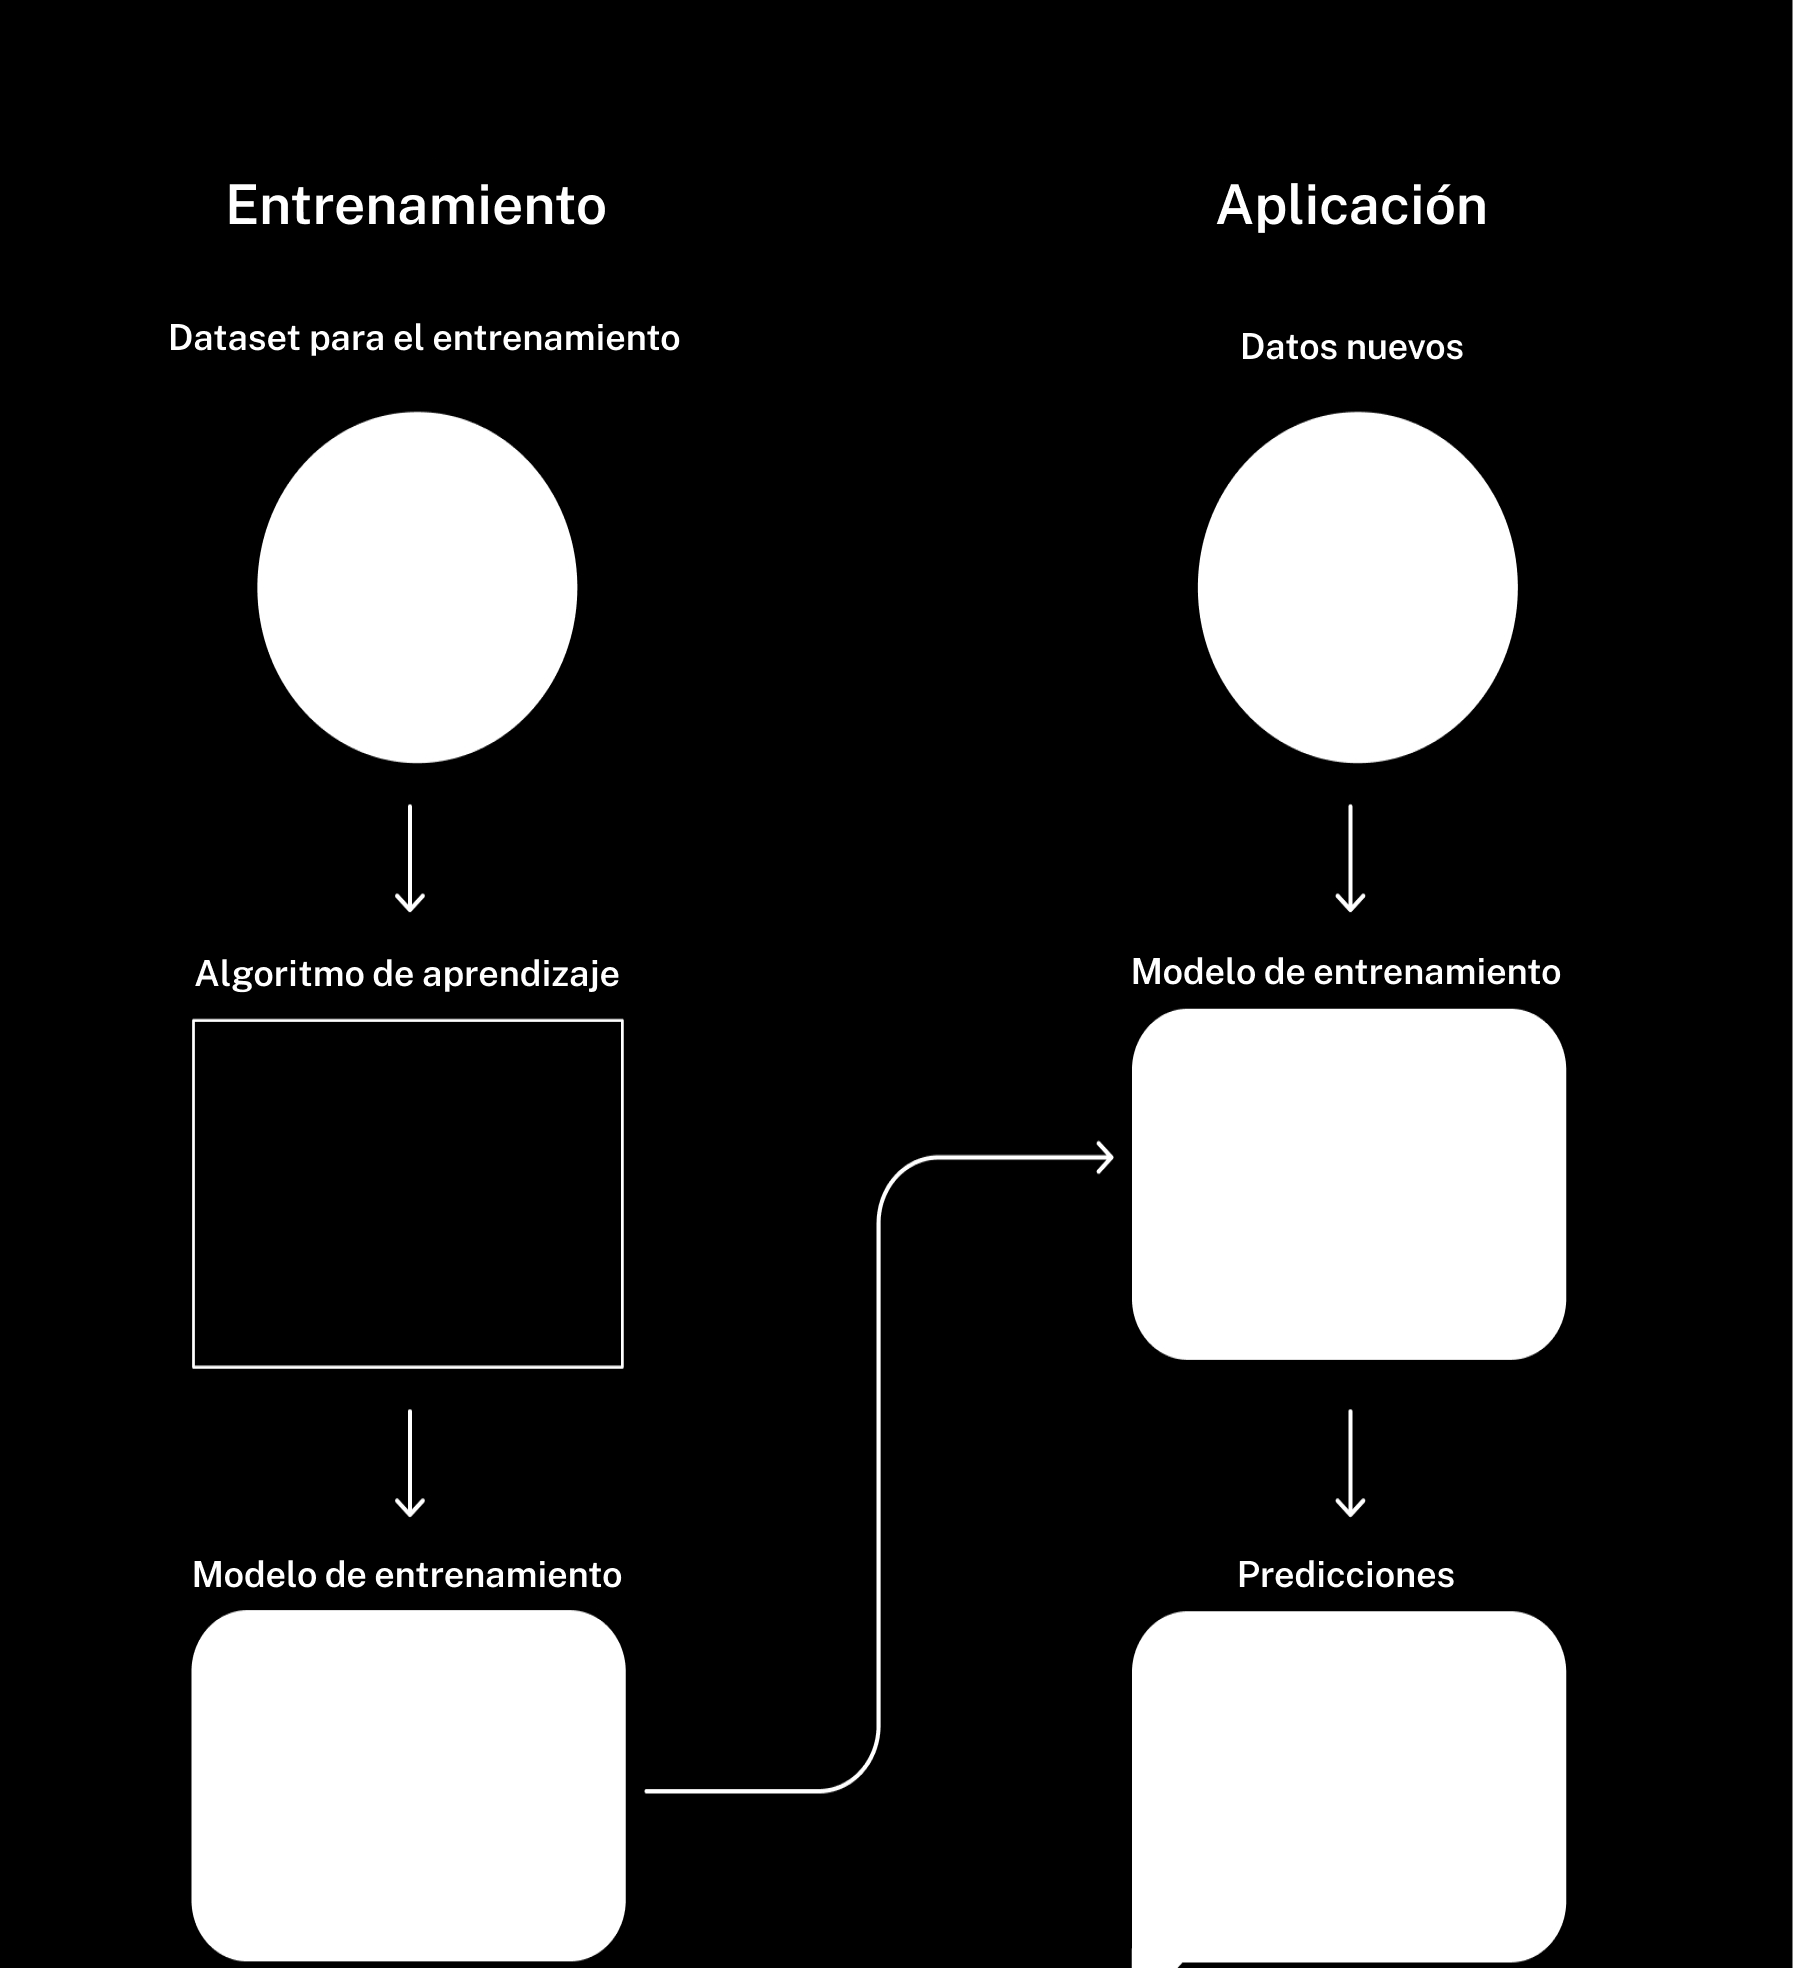 Entrenamiento
Aplicación
Dataset para el entrenamiento
Datos nuevos
Algoritmo de aprendizaje
Modelo de entrenamiento
Modelo de entrenamiento
Predicciones